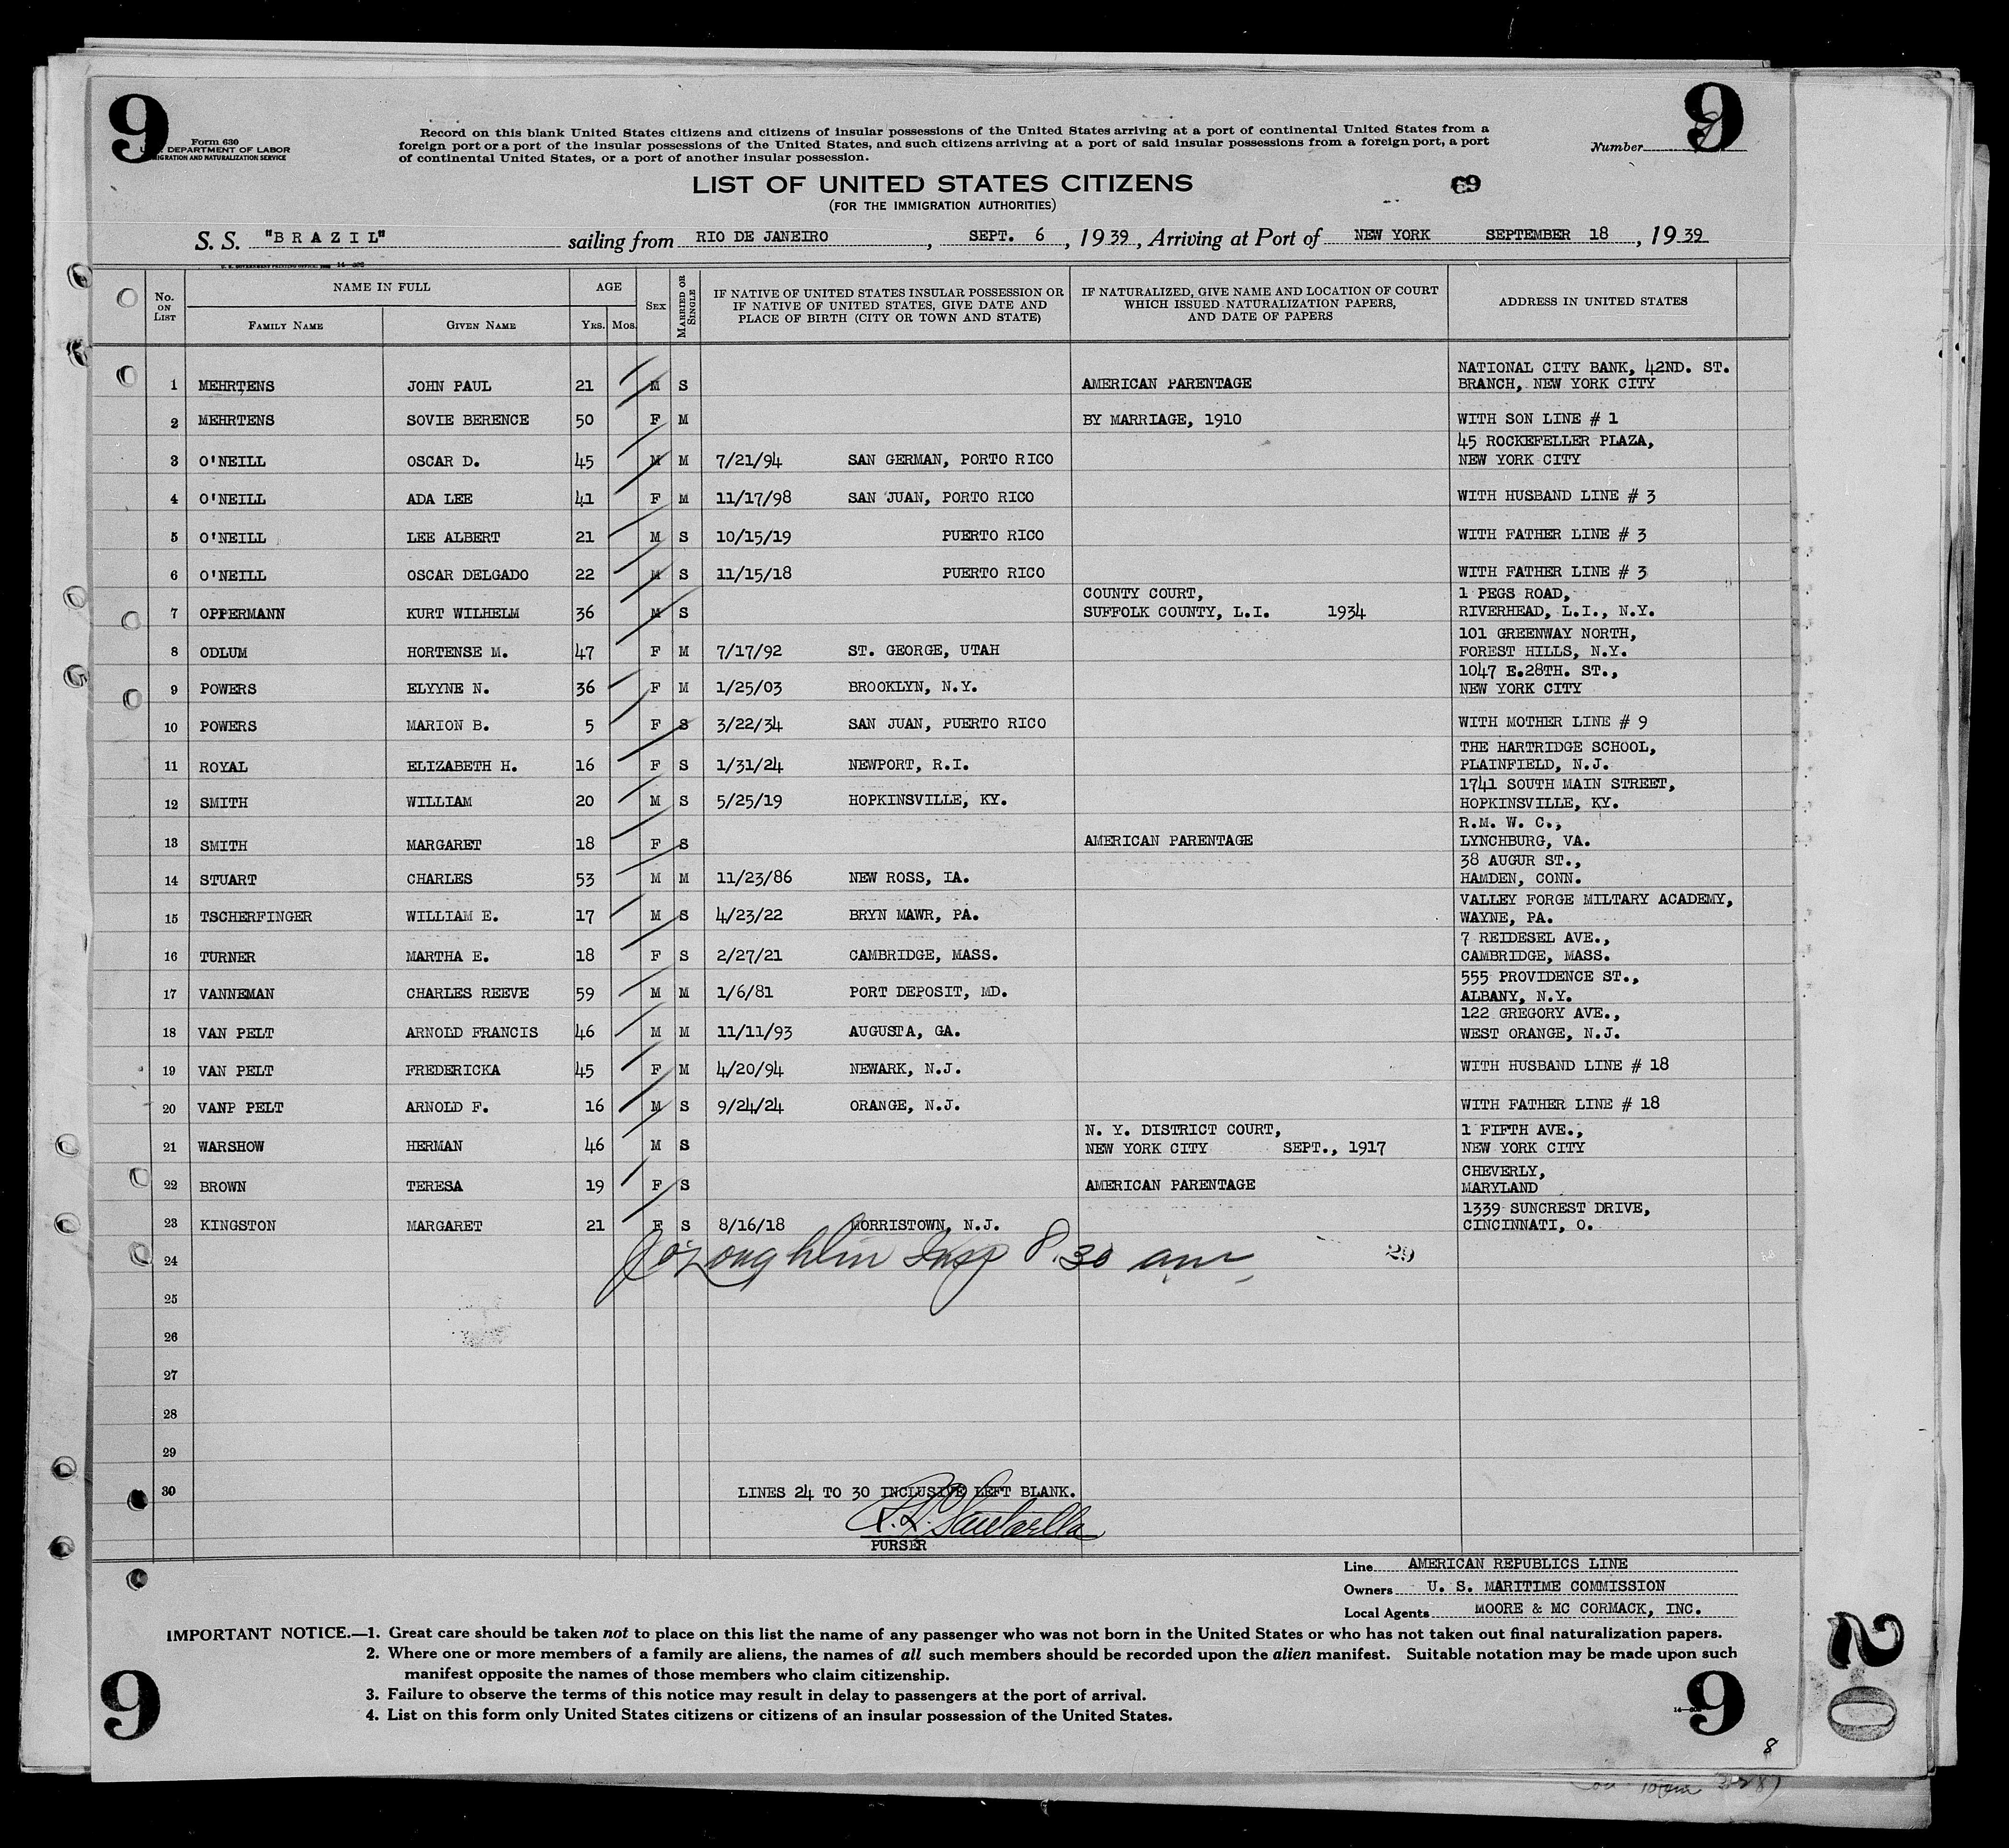 9
9
Form 630
U.S. DEPARTMENT OF LABOR
IMMIGRATION AND NATURALIZATION SERVICE
Record on this blank United States citizens and citizens of insular possessions of the United States arriving at a port of continental United States from a
foreign port or a port of the insular possessions of the United States, and such citizens arriving at a port of said insular possessions from a foreign port, a port
of continental United States, or a port of another insular possession.
Number
LIST OF UNITED STATES CITIZENS
69
(FOR THE IMMIGRATION AUTHORITIES)
S. S. "BRAZIL" sailing from RIO DE JANEIRO, SEPT. 6, 1939, Arriving at Port of NEW YORK SEPTEMBER 18, 1939
No. ON LIST
NAME IN FULL
FAMILY NAME
GIVEN NAME
AGE
YRS. MOS.
SEX
MARRIED OR SINGLE
IF NATIVE OF UNITED STATES INSULAR POSSESSION OR
IF NATIVE OF UNITED STATES, GIVE DATE AND
PLACE OF BIRTH (CITY OR TOWN AND STATE)
IF NATURALIZED, GIVE NAME AND LOCATION OF COURT
WHICH ISSUED NATURALIZATION PAPERS,
AND DATE OF PAPERS
ADDRESS IN UNITED STATES
NATIONAL CITY BANK, 42ND. ST.
1 MEHRTENS JOHN PAUL 21 M S AMERICAN PARENTAGE BRANCH, NEW YORK CITY
2 MEHRTENS SOVIE BERENCE 50 F M BY MARRIAGE, 1910 WITH SON LINE # 1
45 ROCKEFELLER PLAZA,
3 O'NEILL OSCAR D. 45 M M 7/21/94 SAN GERMAN, PORTO RICO NEW YORK CITY
4 O'NEILL ADA LEE 41 F M 11/17/98 SAN JUAN, PORTO RICO WITH HUSBAND LINE # 3
5 O'NEILL LEE ALBERT 21 M S 10/15/19 PUERTO RICO WITH FATHER LINE # 3
6 O'NEILL OSCAR DELGADO 22 M S 11/15/18 PUERTO RICO WITH FATHER LINE # 3
COUNTY COURT, 1 PEGS ROAD,
7 OPPERMANN KURT WILHELM 36 M S SUFFOLK COUNTY, L.I. 1934 RIVERHEAD, L.I., N.Y.
101 GREENWAY NORTH,
8 ODLUM HORTENSE M. 47 F M 7/17/92 ST. GEORGE, UTAH FOREST HILLS, N.Y.
1047 E.28TH. ST.,
9 POWERS ELYYNE N. 36 F M 1/25/03 BROOKLYN, N.Y. NEW YORK CITY
10 POWERS MARION B. 5 F S 3/22/34 SAN JUAN, PUERTO RICO WITH MOTHER LINE # 9
THE HARTRIDGE SCHOOL,
11 ROYAL ELIZABETH H. 16 F S 1/31/24 NEWPORT, R.I. PLAINFIELD, N.J.
1741 SOUTH MAIN STREET,
12 SMITH WILLIAM 20 M S 5/25/19 HOPKINSVILLE, KY. HOPKINSVILLE, KY.
R.M. W. C.,
13 SMITH MARGARET 18 F S AMERICAN PARENTAGE LYNCHBURG, VA.
38 AUGUR ST.,
14 STUART CHARLES 53 M M 11/23/86 NEW ROSS, IA. HAMDEN, CONN.
VALLEY FORGE MILTARY ACADEMY,
15 TSCHERFINGER WILLIAM E. 17 M S 4/23/22 BRYN MAWR, PA. WAYNE, PA.
7 REIDESEL AVE.,
16 TURNER MARTHA E. 18 F S 2/27/21 CAMBRIDGE, MASS. CAMBRIDGE, MASS.
555 PROVIDENCE ST.,
17 VANNEMAN CHARLES REEVE 59 M M 1/6/81 PORT DEPOSIT, MD. ALBANY, N.Y.
122 GREGORY AVE.,
18 VAN PELT ARNOLD FRANCIS 46 M M 11/11/93 AUGUSTA, GA. WEST ORANGE, N.J.
19 VAN PELT FREDERICKA 45 F M 4/20/94 NEWARK, N.J. WITH HUSBAND LINE # 18
20 VANP PELT ARNOLD F. 16 M S 9/24/24 ORANGE, N.J. WITH FATHER LINE # 18
N. Y. DISTRICT COURT, 1 FIFTH AVE.,
21 WARSHOW HERMAN 46 M S NEW YORK CITY SEPT., 1917 NEW YORK CITY
CHEVERLY,
22 BROWN TERESA 19 F S AMERICAN PARENTAGE MARYLAND
1339 SUNCREST DRIVE,
23 KINGSTON MARGARET 21 F S 8/16/18 MORRISTOWN, N.J. CINCINNATI, O.
24 J O'Loughlin Insp 8.30 am 29
25
26
27
28
29
30 LINES 24 TO 30 INCLUSIVE LEFT BLANK.
PURSER
Line AMERICAN REPUBLICS LINE
Owners U. S. MARITIME COMMISSION
Local Agents MOORE & MC CORMACK, INC.
IMPORTANT NOTICE.—1. Great care should be taken not to place on this list the name of any passenger who was not born in the United States or who has not taken out final naturalization papers.
2. Where one or more members of a family are aliens, the names of all such members should be recorded upon the alien manifest. Suitable notation may be made upon such
manifest opposite the names of those members who claim citizenship.
3. Failure to observe the terms of this notice may result in delay to passengers at the port of arrival.
4. List on this form only United States citizens or citizens of an insular possession of the United States.
9
9
20
8